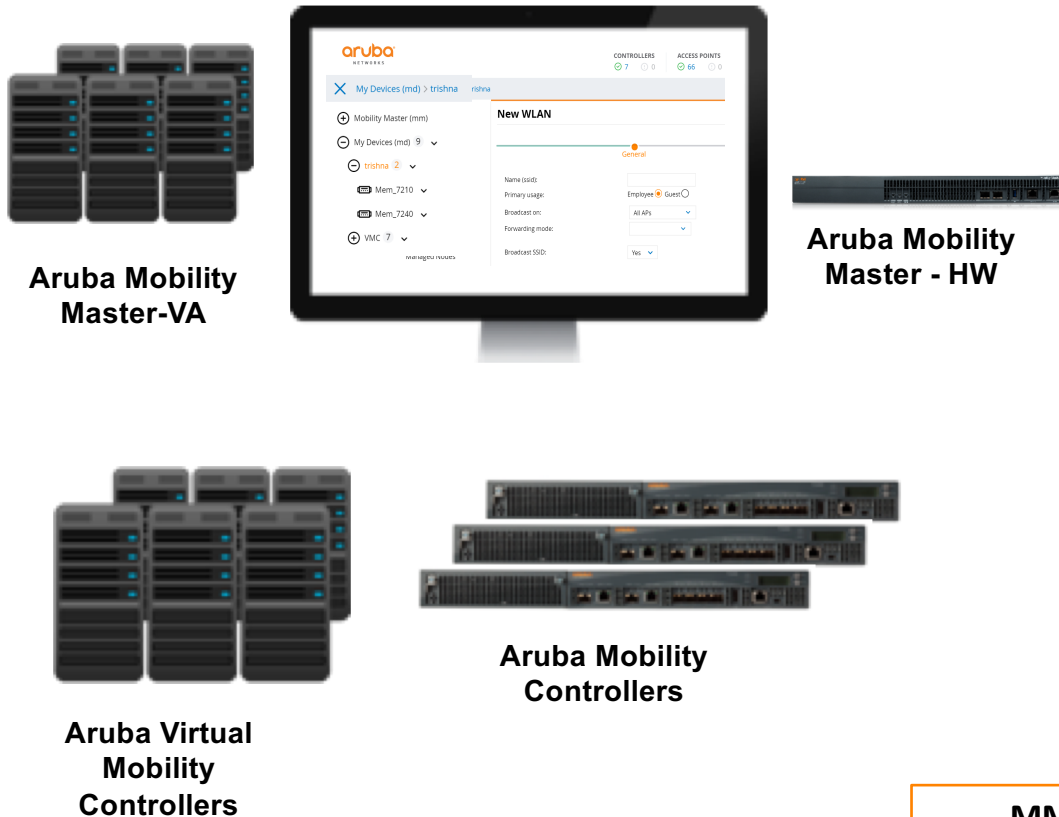 aruba
NETWORKS
CONTROLLERS
ACCESS POINTS
7 0
66 0
My Devices (md) > trishna
rishna
Mobility Master (mm)
New WLAN
My Devices (md) 9
General
trishna 2
Name (ssid):
Mem_7210
Primary usage:
Employee Guest
Broadcast on:
All APs
Mem_7240
Forwarding mode:
VMC 7
Broadcast SSID:
Yes
Managed Nodes
Aruba Mobility
Master-VA
Aruba Mobility
Master - HW
Aruba Mobility
Controllers
Aruba Virtual
Mobility
Controllers